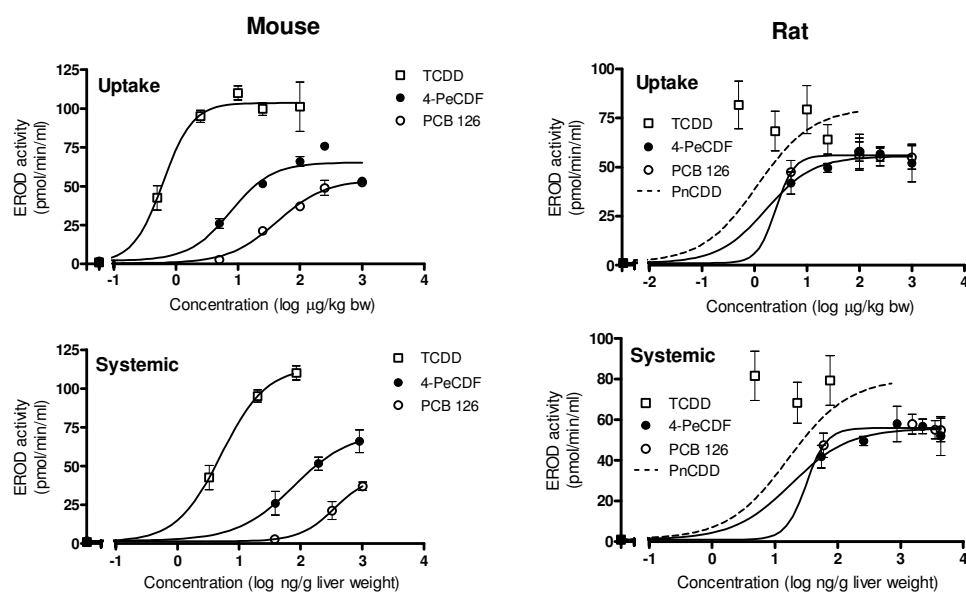 Mouse
Rat
Uptake
TCDD
4-PeCDF
PCB 126
EROD activity
(pmol/min/ml)
125
100
75
50
25
0
-1
0
1
2
3
4
Concentration (log µg/kg bw)
Uptake
TCDD
4-PeCDF
PCB 126
PnCDD
EROD activity
(pmol/min/ml)
100
75
50
25
0
-2
-1
0
1
2
3
4
Concentration (log µg/kg bw)
Systemic
TCDD
4-PeCDF
PCB 126
EROD activity
(pmol/min/ml)
125
100
75
50
25
0
-1
0
1
2
3
4
Concentration (log ng/g liver weight)
Systemic
TCDD
4-PeCDF
PCB 126
PnCDD
EROD activity
(pmol/min/ml)
100
80
60
40
20
0
-1
0
1
2
3
4
Concentration (log ng/g liver weight)